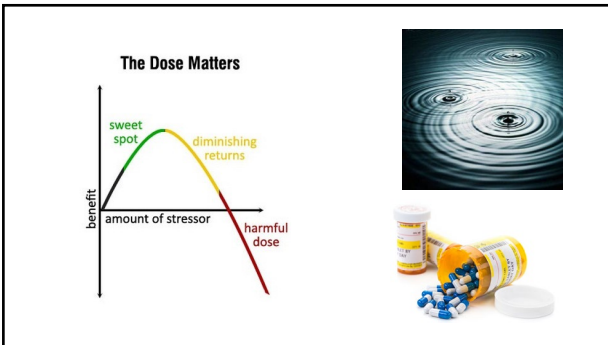 The Dose Matters
sweet
spot
diminishing
returns
benefit
amount of stressor
harmful
dose